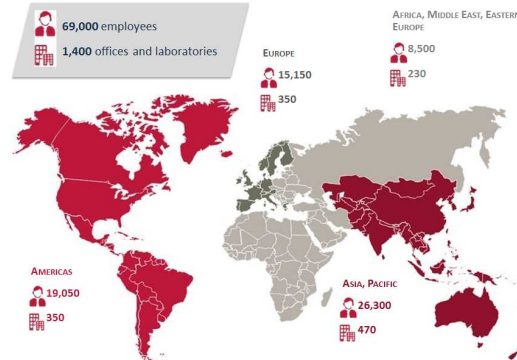 69,000 employees
1,400 offices and laboratories
AFRICA, MIDDLE EAST, EASTERN
EUROPE
8,500
230
EUROPE
15,150
350
AMERICAS
19,050
350
ASIA, PACIFIC
26,300
470